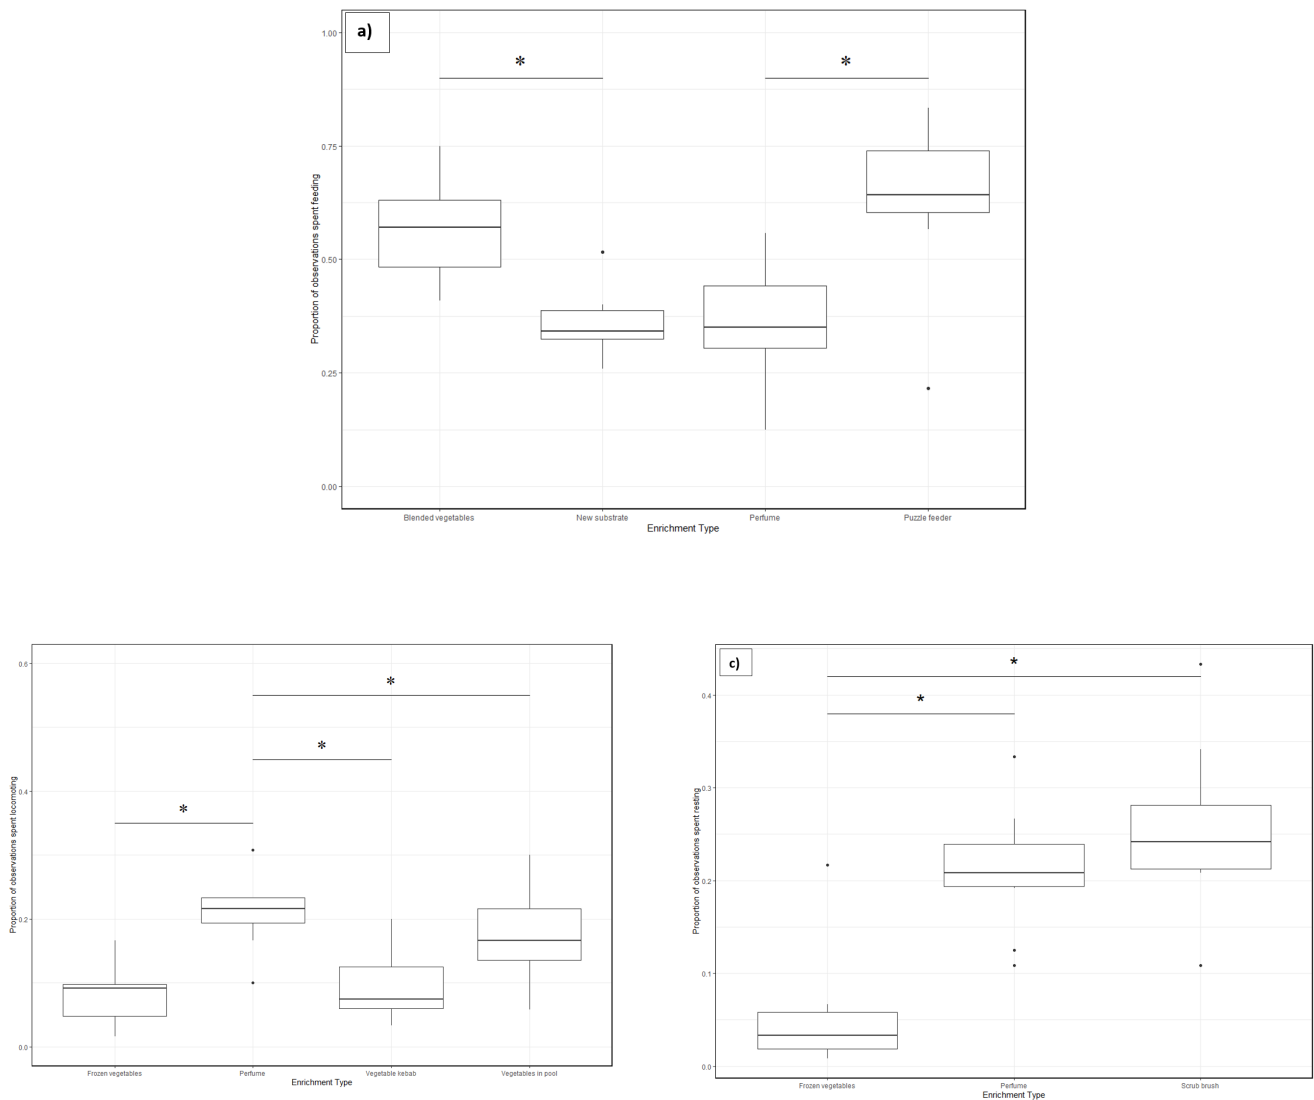 a)
*
*
1.00
0.75
0.50
0.25
0.00
Proportion of observations spent feeding
Blended vegetables
New substrate
Perfume
Puzzle feeder
Enrichment Type
*
*
*
0.6
0.4
0.2
0.0
Proportion of observations spent locomoting
Frozen vegetables
Perfume
Vegetable kebab
Vegetables in pool
Enrichment Type
c)
*
*
0.4
0.3
0.2
0.1
0.0
Proportion of observations spent resting
Frozen vegetables
Perfume
Scrub brush
Enrichment Type